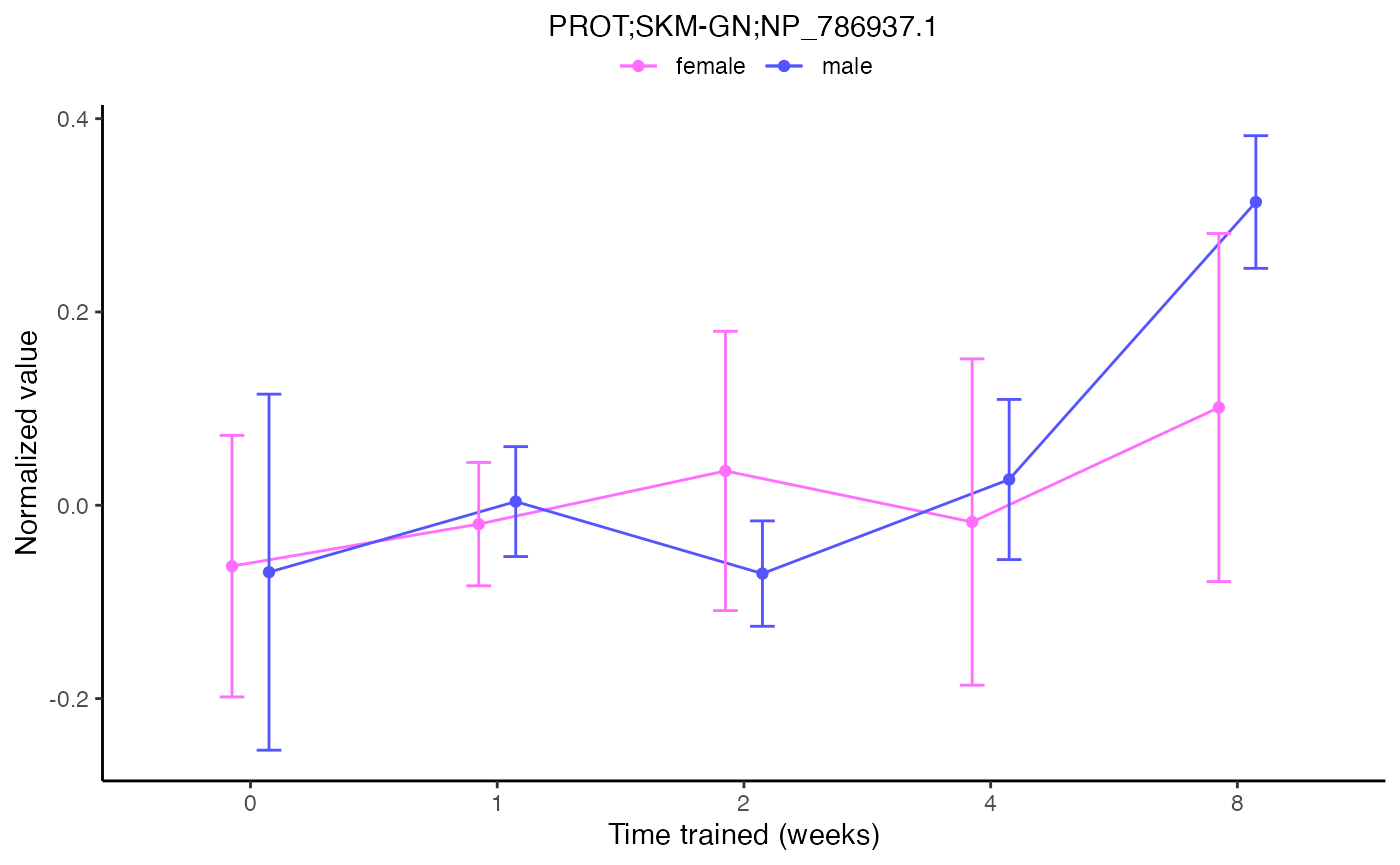 PROT;SKM-GN;NP_786937.1
female male
0.4
0.2
0.0
-0.2
Normalized value
0 1 2 4 8
Time trained (weeks)